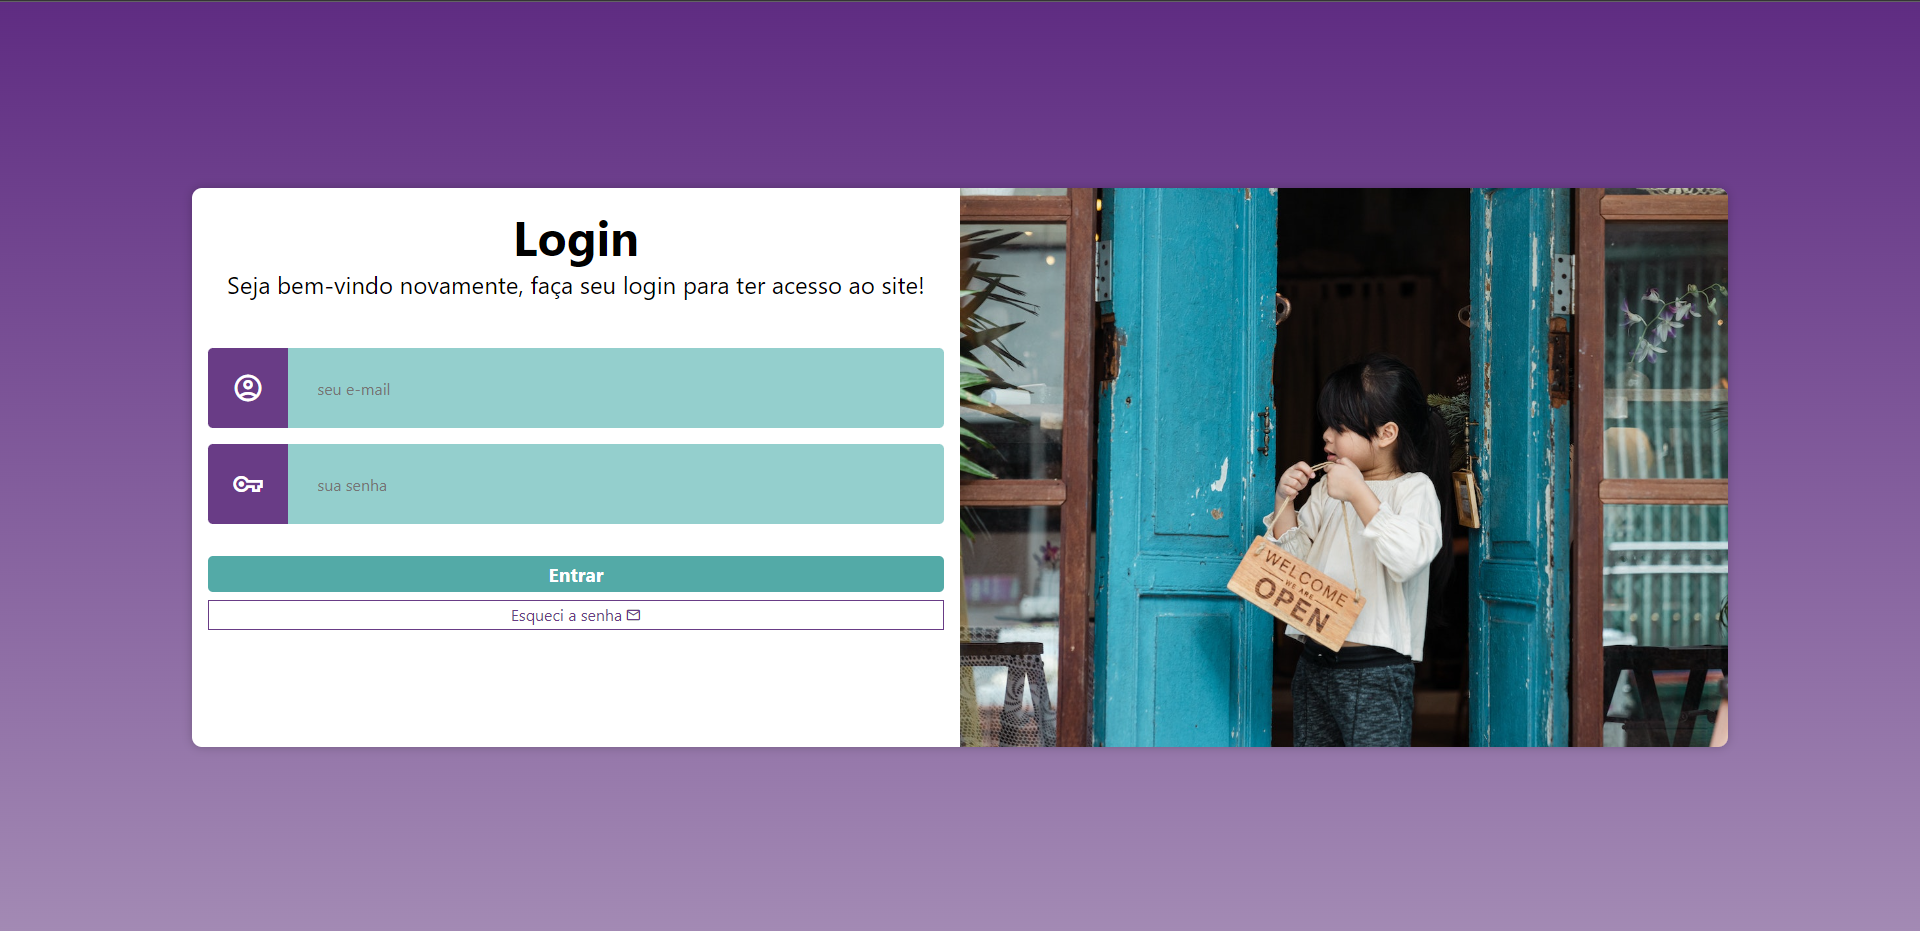 Login
Seja bem-vindo novamente, faça seu login para ter acesso ao site!
seu e-mail
sua senha
Entrar
Esqueci a senha
WELCOME
WE ARE
OPEN